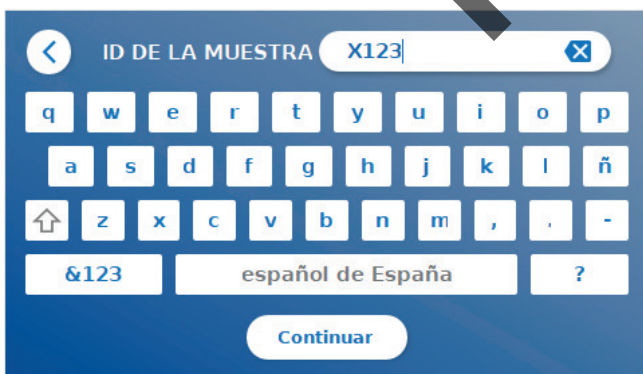 ID DE LA MUESTRA X123
q w e r t y u i o p
a s d f g h j k l ñ
z x c v b n m , . -
&123 español de España ?
Continuar